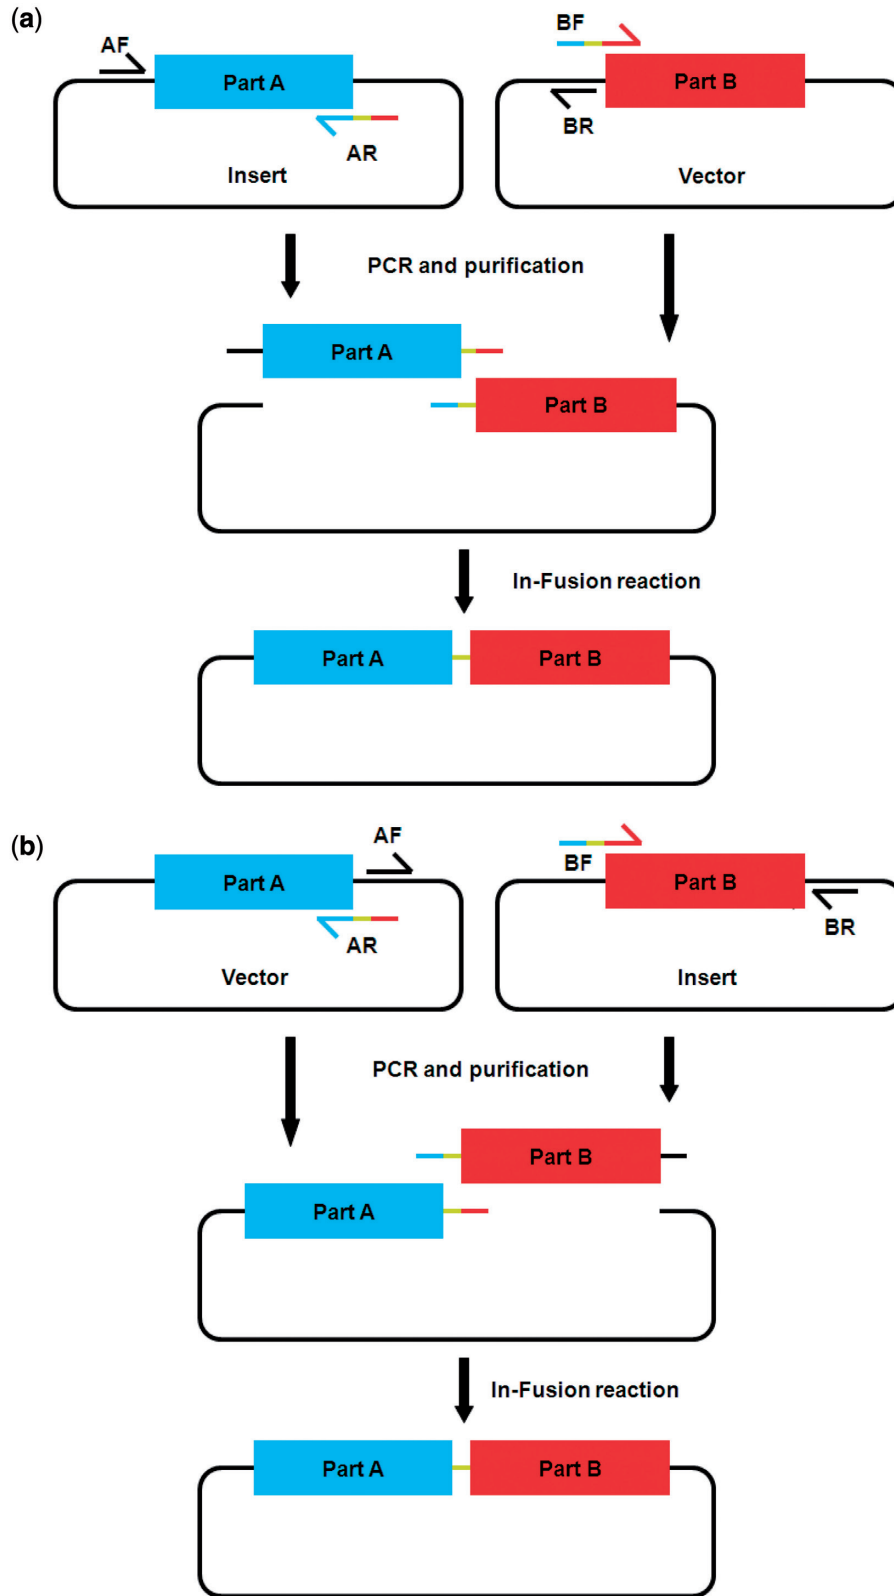 (a)
AF
BF
Part A
Part B
AR
BR
Insert
Vector
PCR and purification
Part A
Part B
In-Fusion reaction
Part A
Part B
(b)
AF
BF
Part A
Part B
AR
BR
Vector
Insert
PCR and purification
Part B
Part A
In-Fusion reaction
Part A
Part B